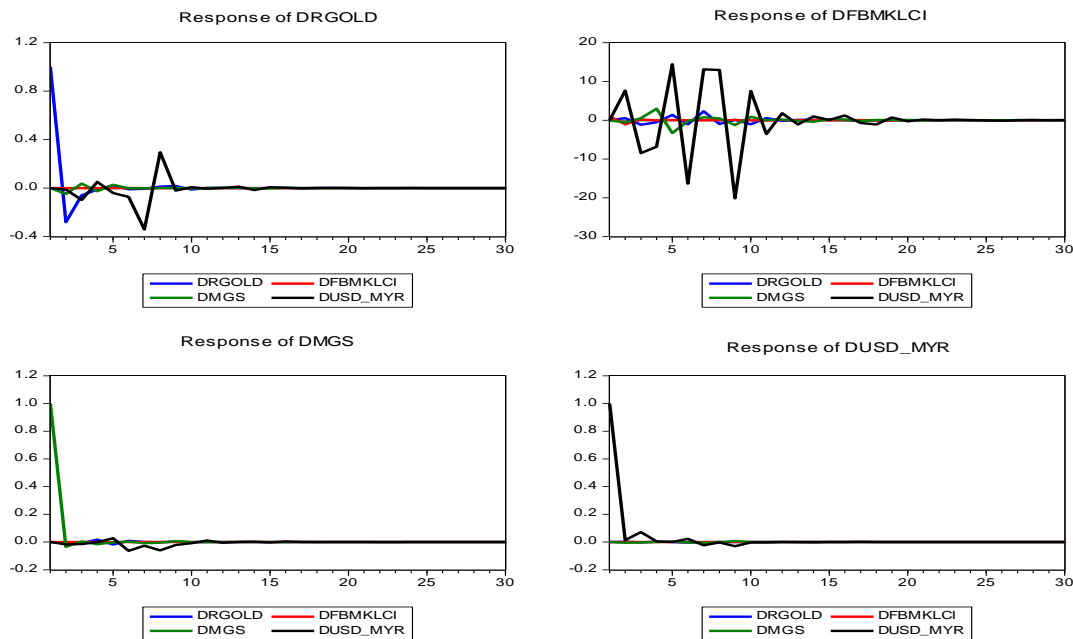 Response of DRGOLD
1.2
0.8
0.4
0.0
-0.4
5 10 15 20 25 30
DRGOLD DFBMKLCI
DMGS DUSD_MYR
Response of DFBMKLCI
20
10
0
-10
-20
-30
5 10 15 20 25 30
DRGOLD DFBMKLCI
DMGS DUSD_MYR
Response of DMGS
1.2
1.0
0.8
0.6
0.4
0.2
0.0
-0.2
5 10 15 20 25 30
DRGOLD DFBMKLCI
DMGS DUSD_MYR
Response of DUSD_MYR
1.2
1.0
0.8
0.6
0.4
0.2
0.0
-0.2
5 10 15 20 25 30
DRGOLD DFBMKLCI
DMGS DUSD_MYR